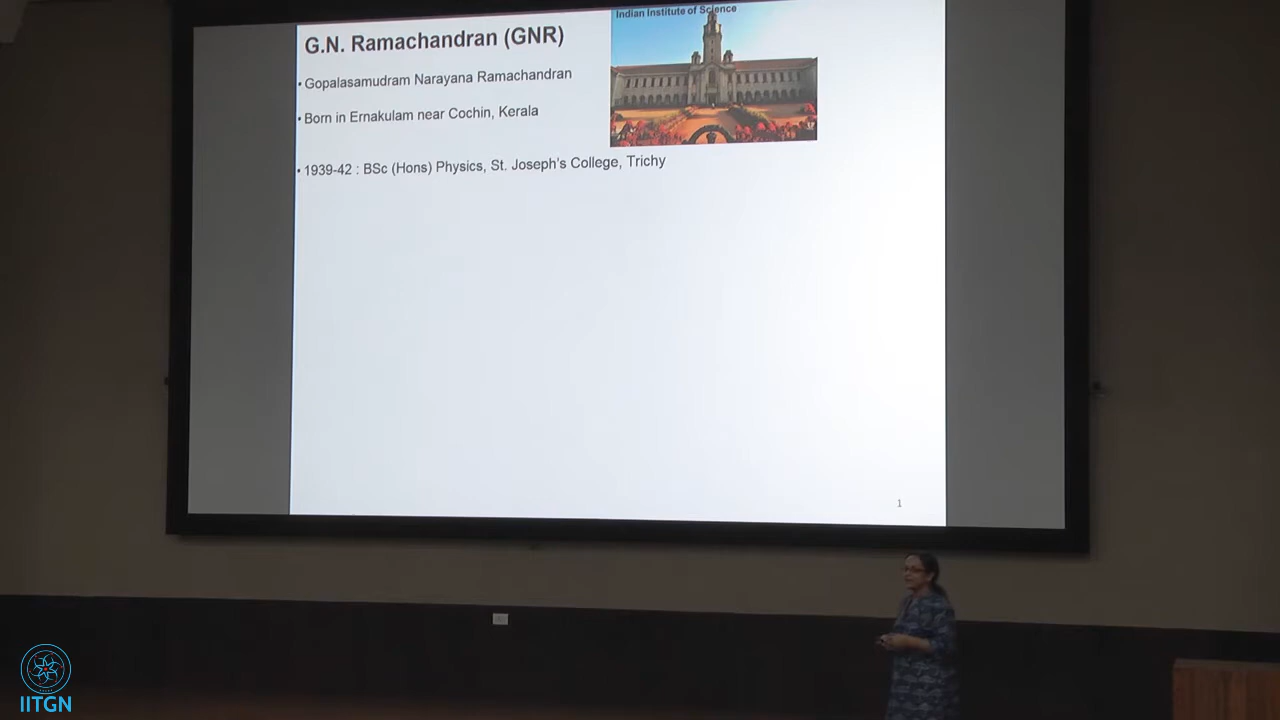 Indian Institute of Science
G.N. Ramachandran (GNR)
• Gopalasamudram Narayana Ramachandran
• Born in Ernakulam near Cochin, Kerala
• 1939-42 : BSc (Hons) Physics, St. Joseph's College, Trichy
1
IITGN